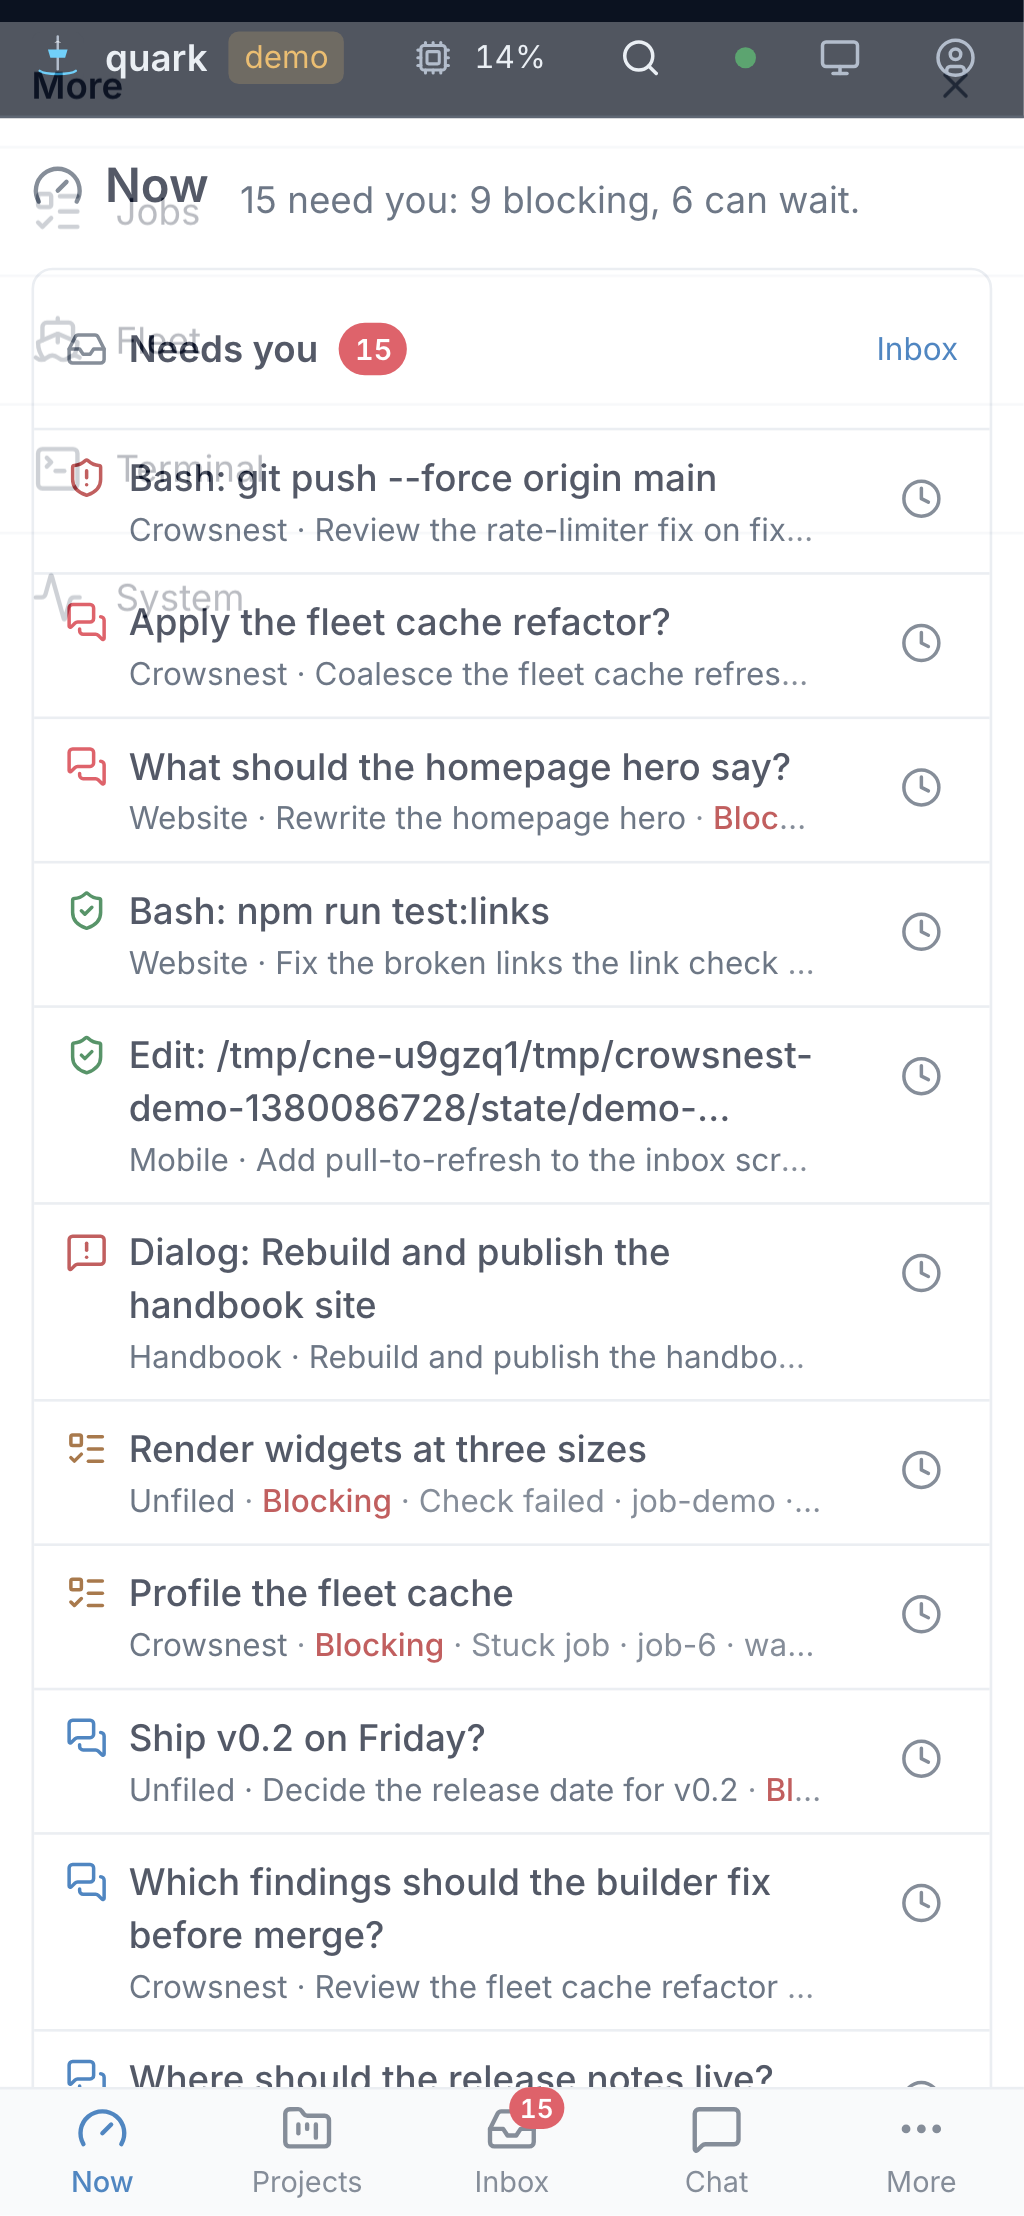 quark demo 14%
More
Now 15 need you: 9 blocking, 6 can wait.
Jobs
Fleet
Needs you 15 Inbox
Terminal
Bash: git push --force origin main
Crowsnest · Review the rate-limiter fix on fix...
System
Apply the fleet cache refactor?
Crowsnest · Coalesce the fleet cache refres...
What should the homepage hero say?
Website · Rewrite the homepage hero · Bloc...
Bash: npm run test:links
Website · Fix the broken links the link check ...
Edit: /tmp/cne-u9gzq1/tmp/crowsnest-
demo-1380086728/state/demo-...
Mobile · Add pull-to-refresh to the inbox scr...
Dialog: Rebuild and publish the
handbook site
Handbook · Rebuild and publish the handbo...
Render widgets at three sizes
Unfiled · Blocking · Check failed · job-demo ·...
Profile the fleet cache
Crowsnest · Blocking · Stuck job · job-6 · wa...
Ship v0.2 on Friday?
Unfiled · Decide the release date for v0.2 · Bl...
Which findings should the builder fix
before merge?
Crowsnest · Review the fleet cache refactor ...
Where should the release notes live?
15
Now Projects Inbox Chat More